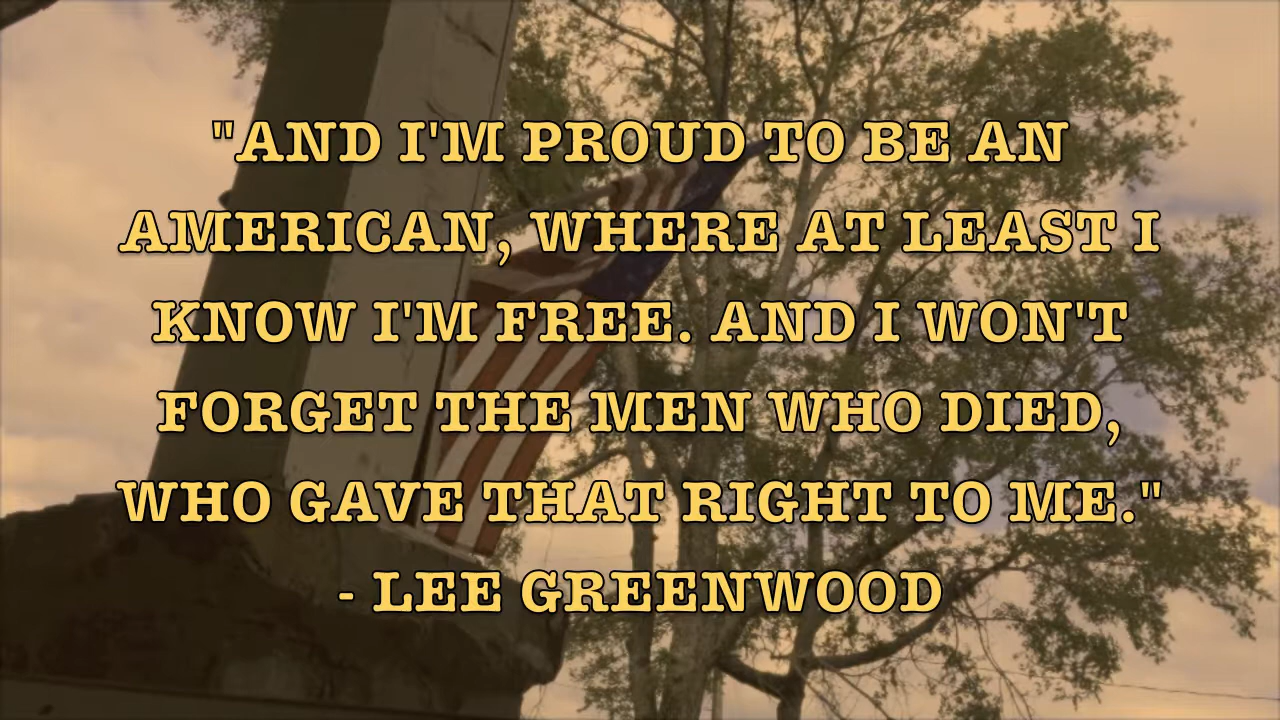 "AND I'M PROUD TO BE AN
AMERICAN, WHERE AT LEAST I
KNOW I'M FREE. AND I WON'T
FORGET THE MEN WHO DIED,
WHO GAVE THAT RIGHT TO ME."
- LEE GREENWOOD